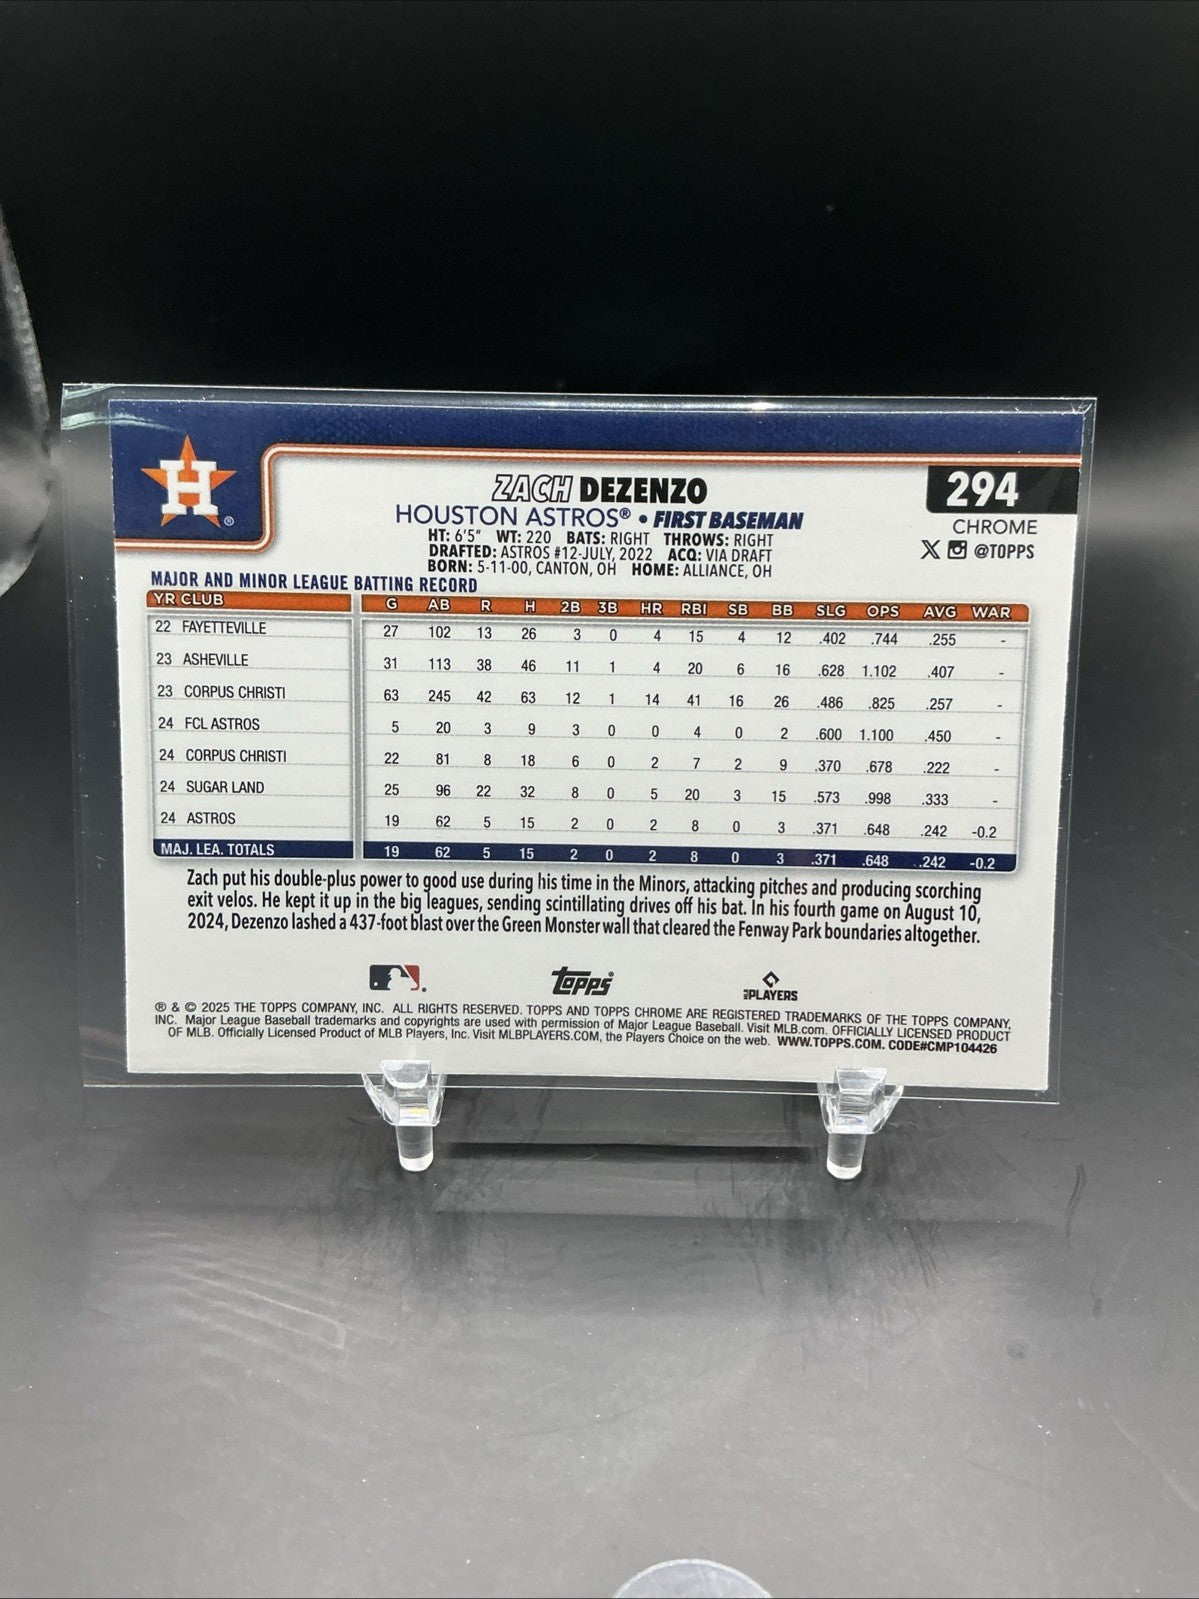 H ®
294
ZACH DEZENZO
CHROME
HOUSTON ASTROS® • FIRST BASEMAN
HT: 6'5" WT: 220 BATS: RIGHT THROWS: RIGHT
@TOPPS
DRAFTED: ASTROS #12-JULY, 2022 ACQ: VIA DRAFT
BORN: 5-11-00, CANTON, OH HOME: ALLIANCE, OH
MAJOR AND MINOR LEAGUE BATTING RECORD
YR CLUB G AB R H 2B 3B HR RBI SB BB SLG OPS AVG WAR
22 FAYETTEVILLE 27 102 13 26 3 0 4 15 4 12 .402 .744 .255 -
23 ASHEVILLE 31 113 38 46 11 1 4 20 6 16 .628 1.102 .407 -
23 CORPUS CHRISTI 63 245 42 63 12 1 14 41 16 26 .486 .825 .257 -
24 FCL ASTROS 5 20 3 9 3 0 0 4 0 2 .600 1.100 .450 -
24 CORPUS CHRISTI 22 81 8 18 6 0 2 7 2 9 .370 .678 .222 -
24 SUGAR LAND 25 96 22 32 8 0 5 20 3 15 .573 .998 .333 -
24 ASTROS 19 62 5 15 2 0 2 8 0 3 .371 .648 .242 -0.2
MAJ. LEA. TOTALS 19 62 5 15 2 0 2 8 0 3 .371 .648 .242 -0.2
Zach put his double-plus power to good use during his time in the Minors, attacking pitches and producing scorching
exit velos. He kept it up in the big leagues, sending scintillating drives off his bat. In his fourth game on August 10,
2024, Dezenzo lashed a 437-foot blast over the Green Monster wall that cleared the Fenway Park boundaries altogether.
Topps
PLAYERS
® & © 2025 THE TOPPS COMPANY, INC. ALL RIGHTS RESERVED. TOPPS AND TOPPS CHROME ARE REGISTERED TRADEMARKS OF THE TOPPS COMPANY,
INC. Major League Baseball trademarks and copyrights are used with permission of Major League Baseball. Visit MLB.com. OFFICIALLY LICENSED PRODUCT
OF MLB. Officially Licensed Product of MLB Players, Inc. Visit MLBPLAYERS.COM, the Players Choice on the web. WWW.TOPPS.COM. CODE#CMP104426